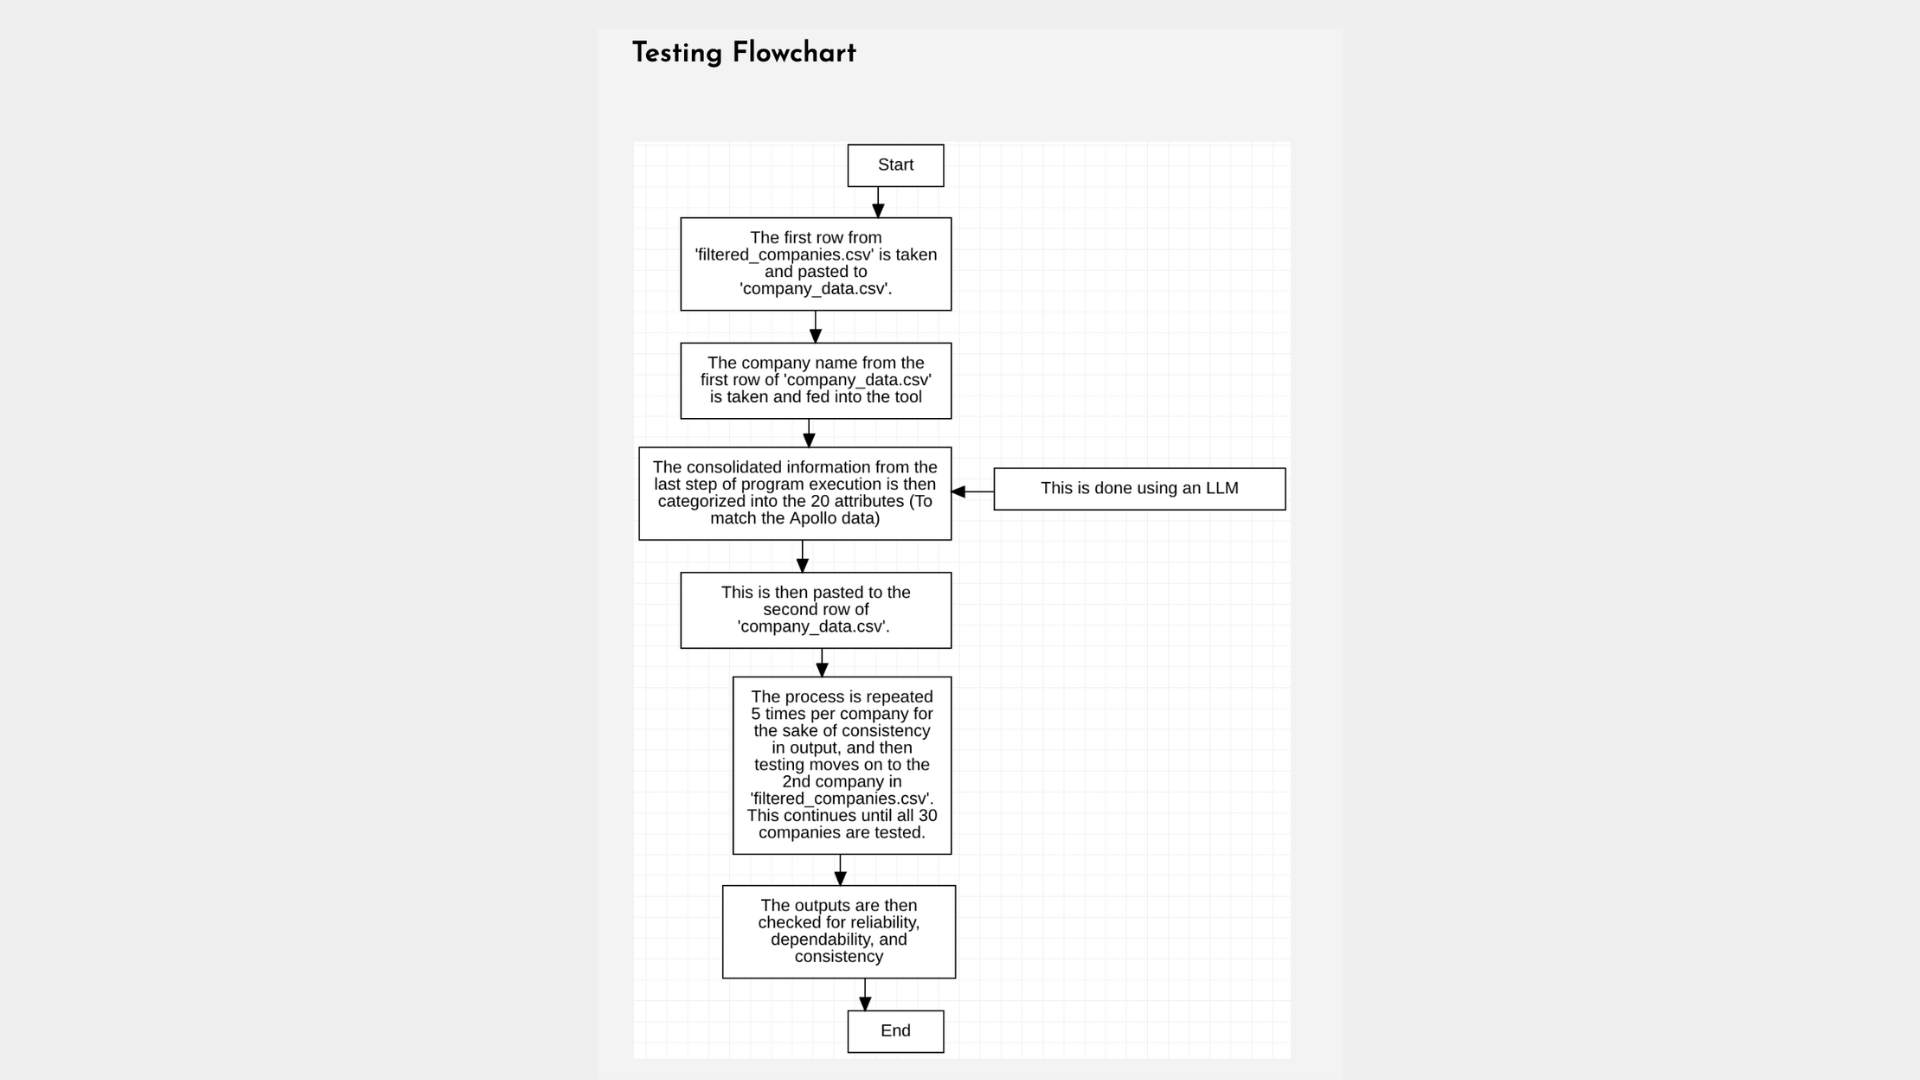 Testing Flowchart
Start
The first row from
'filtered_companies.csv' is taken
and pasted to
'company_data.csv'.
The company name from the
first row of 'company_data.csv'
is taken and fed into the tool
The consolidated information from the
last step of program execution is then
categorized into the 20 attributes (To
match the Apollo data)
This is done using an LLM
This is then pasted to the
second row of
'company_data.csv'.
The process is repeated
5 times per company for
the sake of consistency
in output, and then
testing moves on to the
2nd company in
'filtered_companies.csv'.
This continues until all 30
companies are tested.
The outputs are then
checked for reliability,
dependability, and
consistency
End